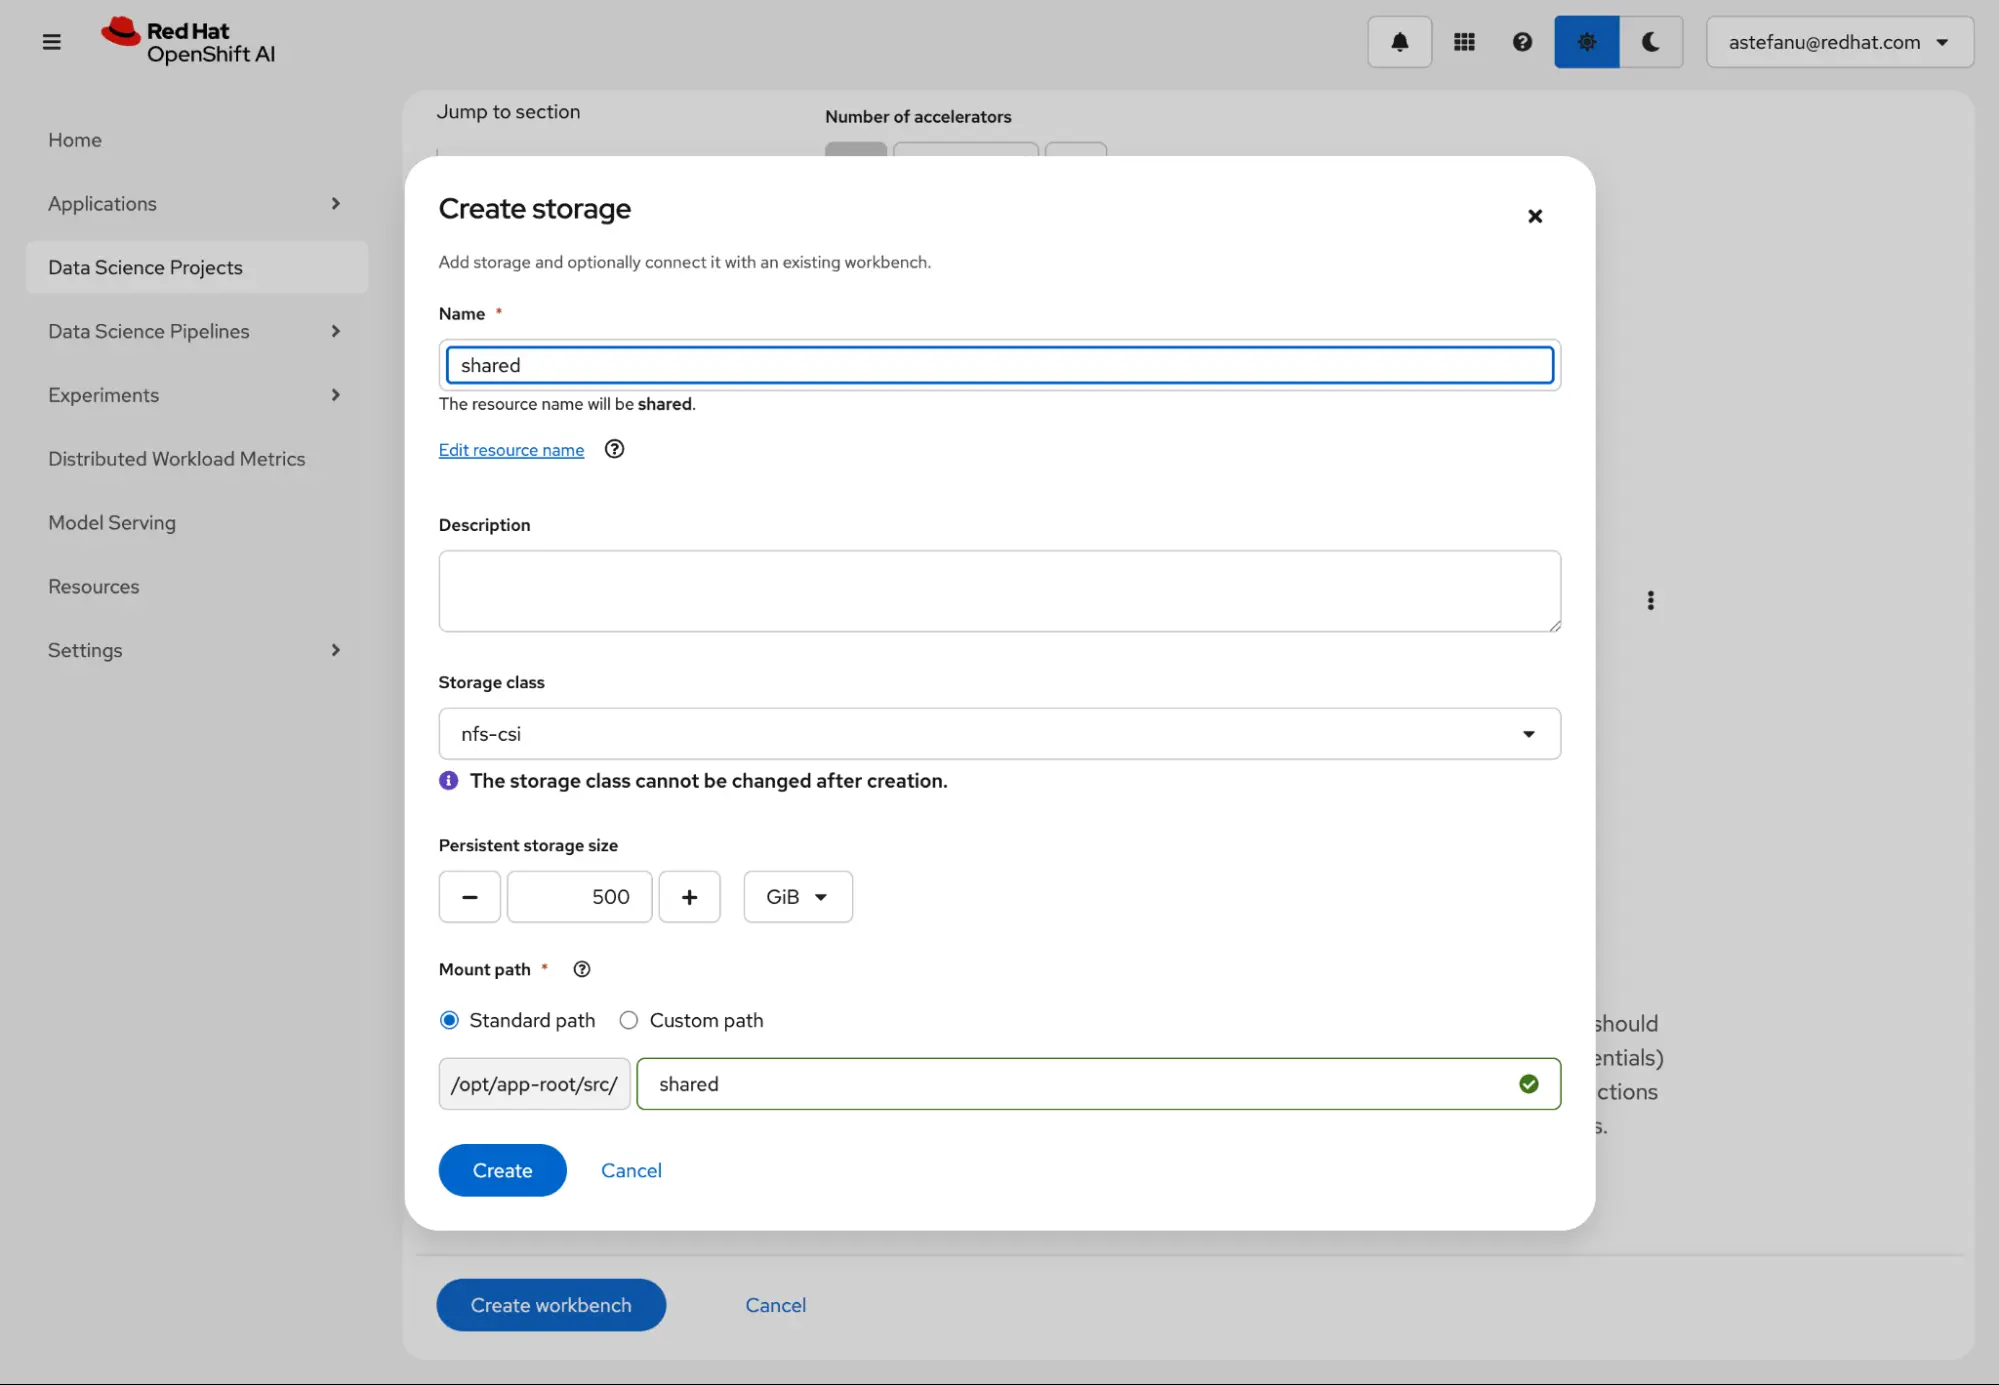 Red Hat
OpenShift AI
astefanu@redhat.com
Home
Applications
Data Science Projects
Data Science Pipelines
Experiments
Distributed Workload Metrics
Model Serving
Resources
Settings
Jump to section
Number of accelerators
Create storage
Add storage and optionally connect it with an existing workbench.
Name *
shared
The resource name will be shared.
Edit resource name
Description
Storage class
nfs-csi
The storage class cannot be changed after creation.
Persistent storage size
500 GiB
Mount path *
Standard path Custom path
/opt/app-root/src/ shared
Create Cancel
should
entials)
ctions
s.
Create workbench Cancel